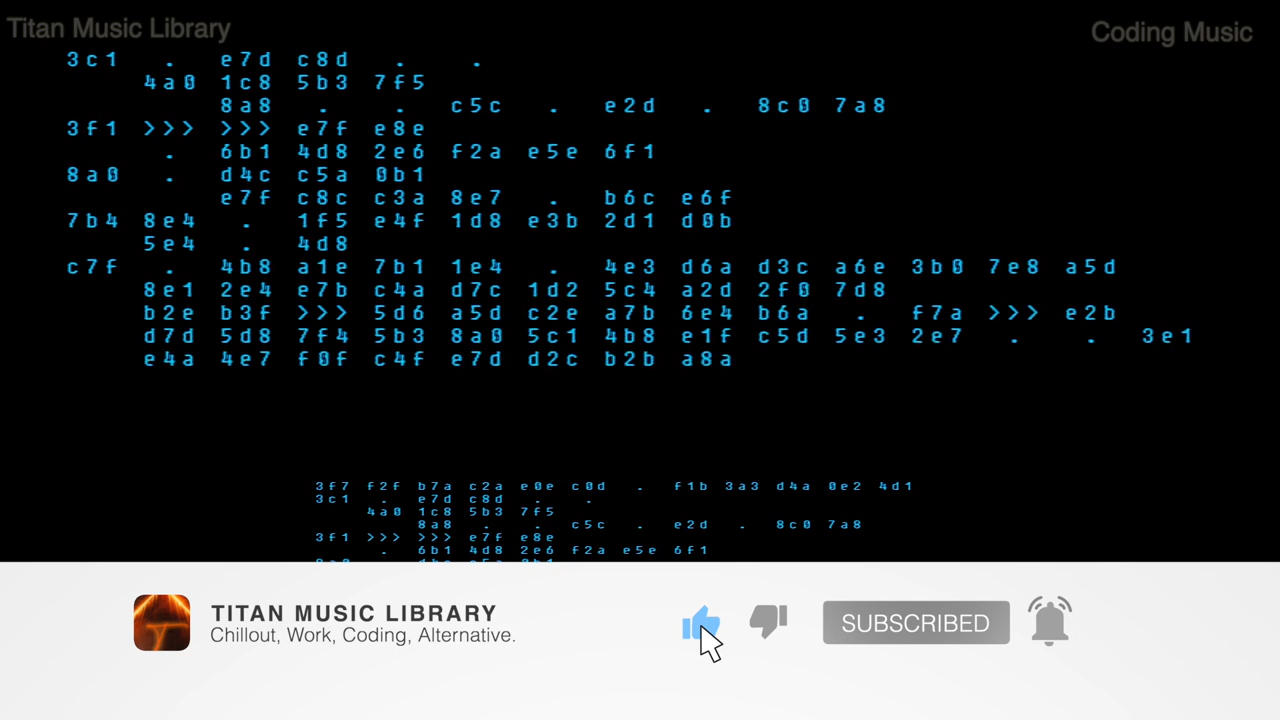 Titan Music Library
Coding Music
3c1 . e7d c8d . .
4a0 1c8 5b3 7f5
8a8 . . c5c . e2d . 8c0 7a8
3f1 >>> >>> e7f e8e
. 6b1 4d8 2e6 f2a e5e 6f1
8a0 . d4c c5a 0b1
e7f c8c c3a 8e7 . b6c e6f
7b4 8e4 . 1f5 e4f 1d8 e3b 2d1 d0b
5e4 . 4d8
c7f . 4b8 a1e 7b1 1e4 . 4e3 d6a d3c a6e 3b0 7e8 a5d
8e1 2e4 e7b c4a d7c 1d2 5c4 a2d 2f0 7d8
b2e b3f >>> 5d6 a5d c2e a7b 6e4 b6a . f7a >>> e2b
d7d 5d8 7f4 5b3 8a0 5c1 4b8 e1f c5d 5e3 2e7 . . 3e1
e4a 4e7 f0f c4f e7d d2c b2b a8a
3f7 f2f b7a c2a e0e c0d . f1b 3a3 d4a 0e2 4d1
3c1 . e7d c8d . .
4a0 1c8 5b3 7f5
8a8 . . c5c . e2d . 8c0 7a8
3f1 >>> >>> e7f e8e
. 6b1 4d8 2e6 f2a e5e 6f1
TITAN MUSIC LIBRARY
Chillout, Work, Coding, Alternative.
SUBSCRIBED